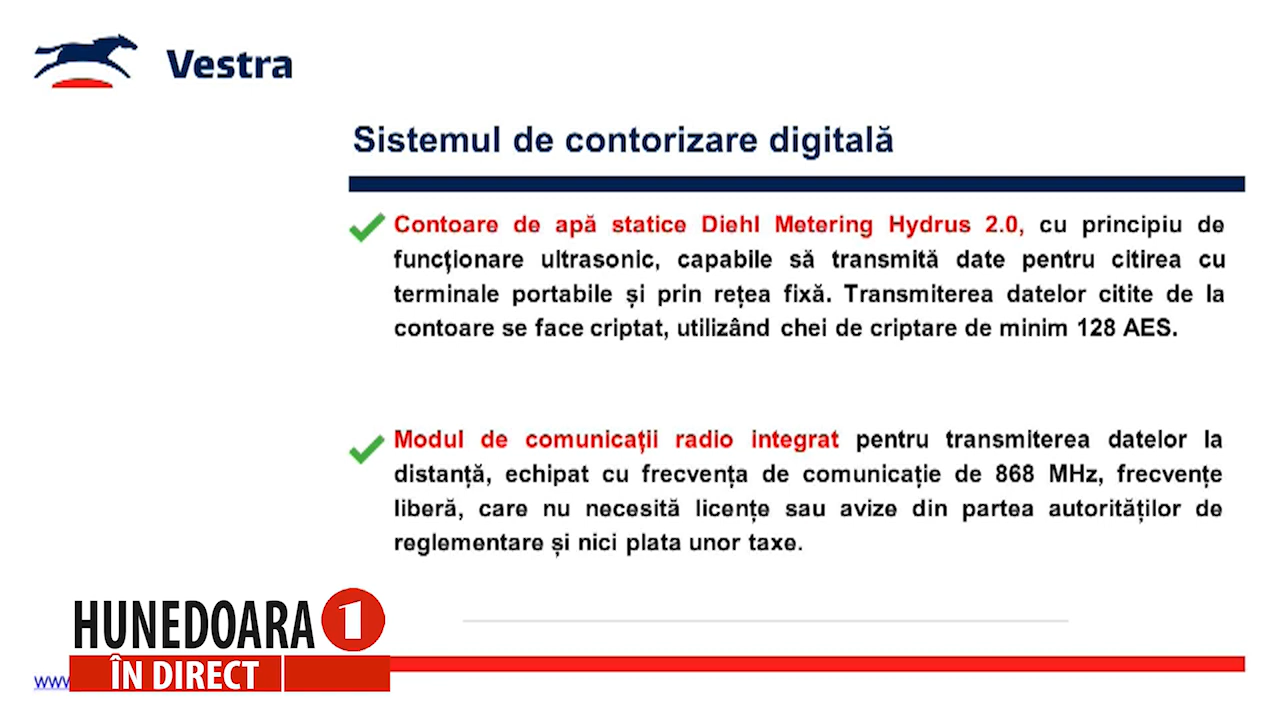 Vestra
Sistemul de contorizare digitală
Contoare de apă statice Diehl Metering Hydrus 2.0, cu principiu de
funcționare ultrasonic, capabile să transmită date pentru citirea cu
terminale portabile și prin rețea fixă. Transmiterea datelor citite de la
contoare se face criptat, utilizând chei de criptare de minim 128 AES.
Modul de comunicații radio integrat pentru transmiterea datelor la
distanță, echipat cu frecvența de comunicație de 868 MHz, frecvențe
liberă, care nu necesită licențe sau avize din partea autorităților de
reglementare și nici plata unor taxe.
HUNEDOARA 1
ÎN DIRECT
www